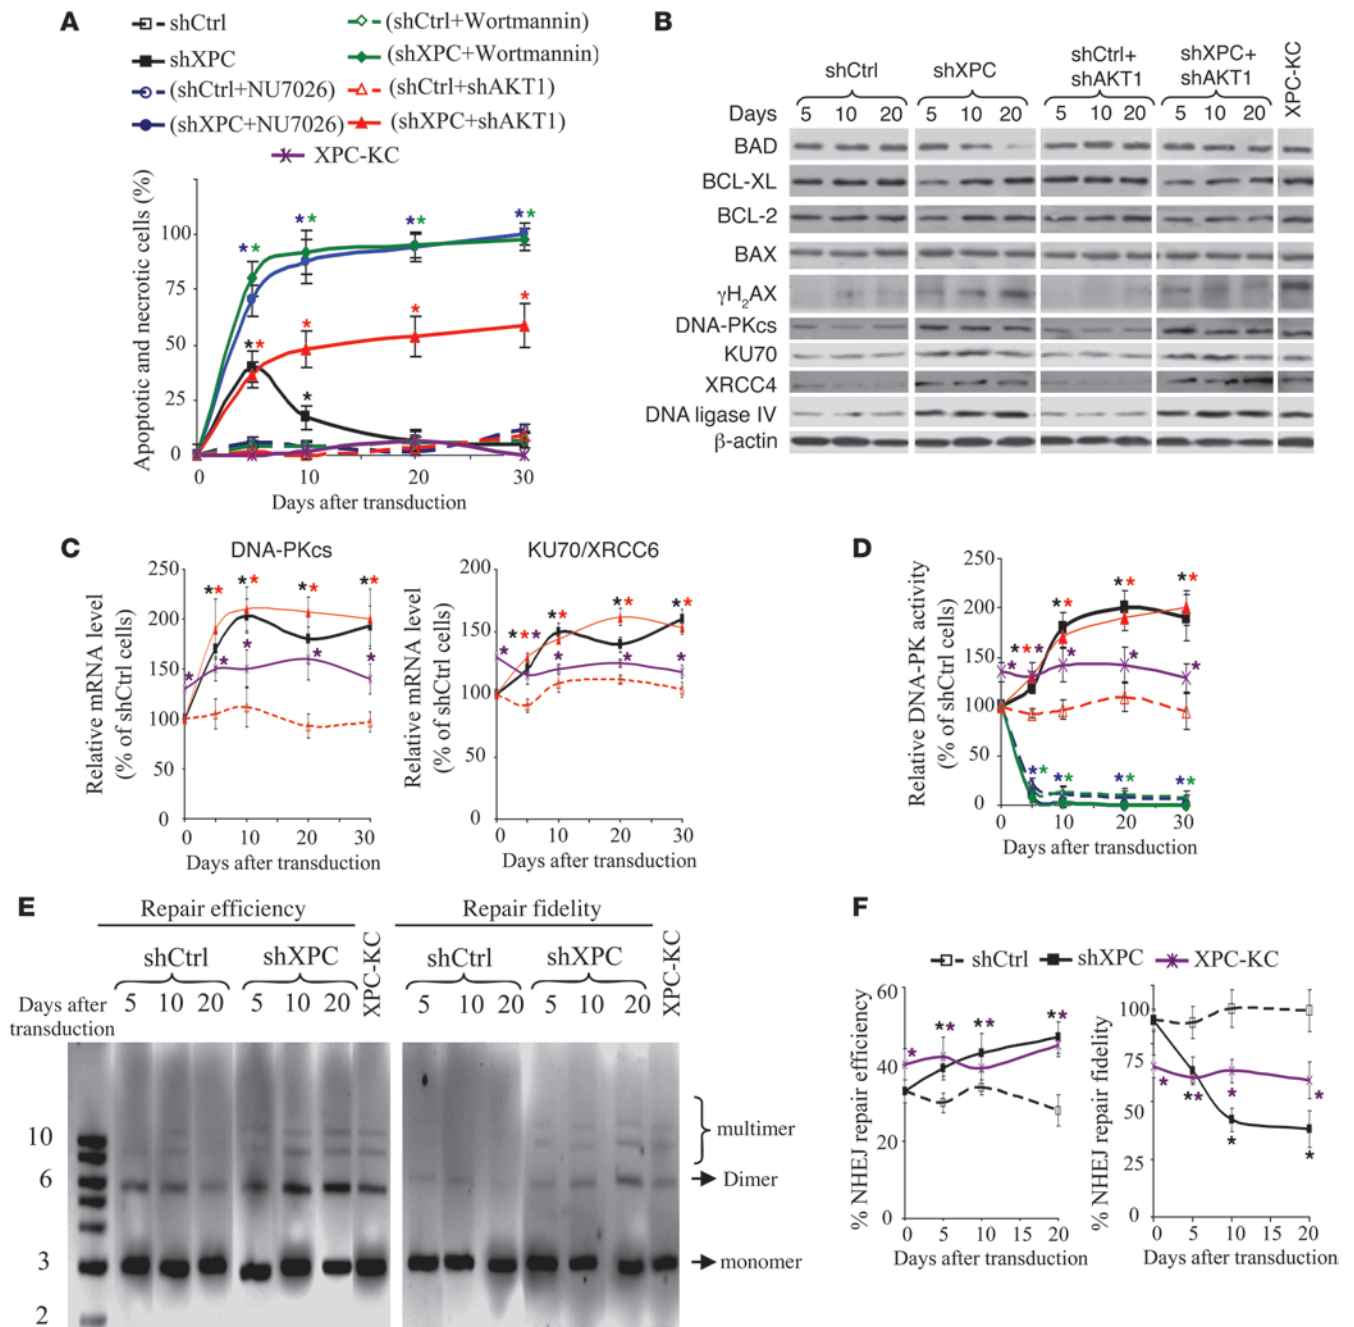 A
shCtrl
shXPC
(shCtrl+NU7026)
(shXPC+NU7026)
(shCtrl+Wortmannin)
(shXPC+Wortmannin)
(shCtrl+shAKT1)
(shXPC+shAKT1)
XPC-KC
Apoptotic and necrotic cells (%)
100
75
50
25
0
* *
* *
* *
* *
* *
*
*
*
*
0 10 20 30
Days after transduction
B
shCtrl shXPC shCtrl+ shAKT1 shXPC+ shAKT1 XPC-KC
Days 5 10 20 5 10 20 5 10 20 5 10 20
BAD
BCL-XL
BCL-2
BAX
γH2AX
DNA-PKcs
KU70
XRCC4
DNA ligase IV
β-actin
C
DNA-PKcs
Relative mRNA level
(% of shCtrl cells)
250
200
150
100
50
0
** ** ** **
* * * * *
0 10 20 30
Days after transduction
KU70/XRCC6
Relative mRNA level
(% of shCtrl cells)
200
150
100
50
0
*** ** ** **
* * * *
0 10 20 30
Days after transduction
D
Relative DNA-PK activity
(% of shCtrl cells)
250
200
150
100
50
0
** ** **
* *** * * *
** ** ** **
0 10 20 30
Days after transduction
E
Repair efficiency Repair fidelity
shCtrl shXPC XPC-KC shCtrl shXPC XPC-KC
Days after
transduction
5 10 20 5 10 20 5 10 20 5 10 20
10
6
3
2
multimer
Dimer
monomer
F
shCtrl shXPC XPC-KC
% NHEJ repair efficiency
60
40
20
0
* ** ** **
0 5 10 15 20
Days after transduction
% NHEJ repair fidelity
100
75
50
25
0
* ** * *
* *
0 5 10 15 20
Days after transduction